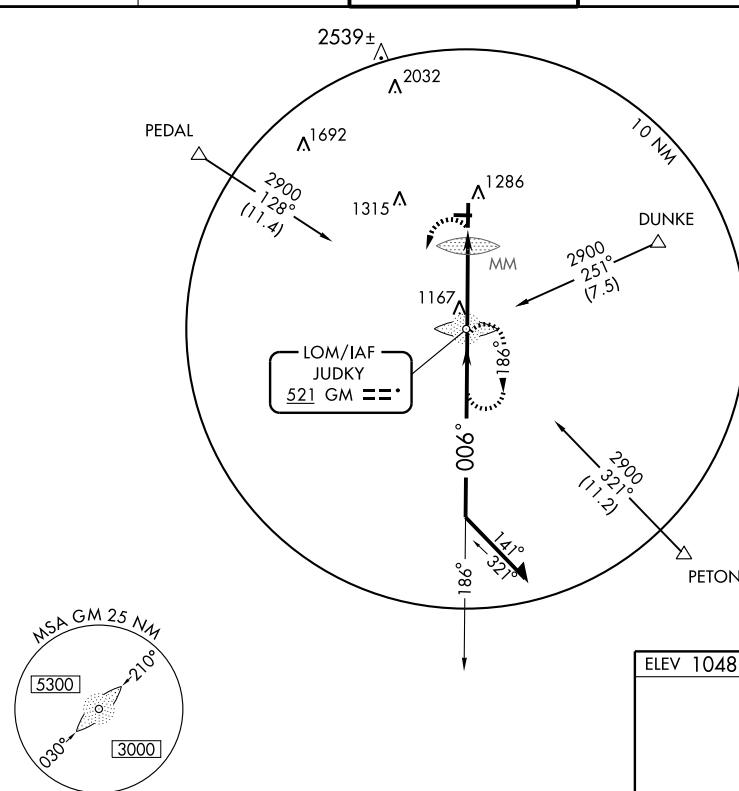 2539±
2032
PEDAL
1692
10 NM
2900
128°
(11.4)
1315
1286
DUNKE
2900
251°
(7.5)
MM
1167
LOM/IAF
JUDKY
521 GM
186°
006°
2900
321°
(11.2)
141°
321°
PETON
186°
MSA GM 25 NM
210°
5300
030°
3000
ELEV 1048